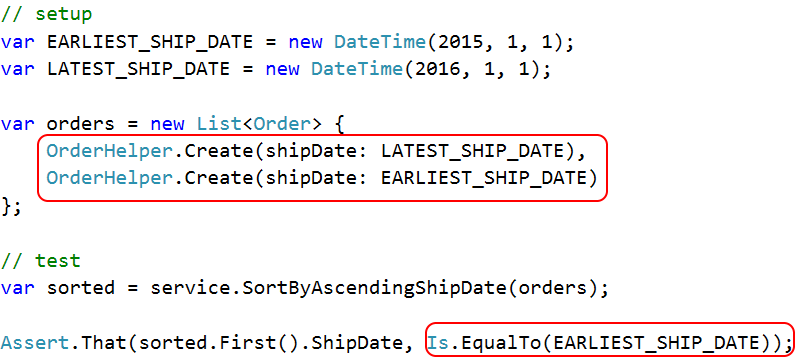 // setup
var EARLIEST_SHIP_DATE = new DateTime(2015, 1, 1);
var LATEST_SHIP_DATE = new DateTime(2016, 1, 1);
var orders = new List<Order> {
OrderHelper.Create(shipDate: LATEST_SHIP_DATE),
OrderHelper.Create(shipDate: EARLIEST_SHIP_DATE)
};
// test
var sorted = service.SortByAscendingShipDate(orders);
Assert.That(sorted.First().ShipDate, Is.EqualTo(EARLIEST_SHIP_DATE));